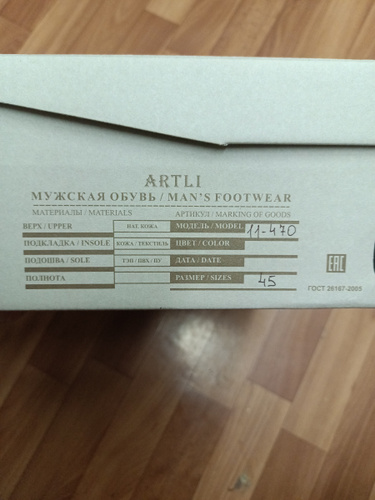 ARTLI
МУЖСКАЯ ОБУВЬ / MAN'S FOOTWEAR
МАТЕРИАЛЫ / MATERIALS АРТИКУЛ / MARKING OF GOODS
ВЕРХ / UPPER НАТ. КОЖА МОДЕЛЬ / MODEL 11-470
ПОДКЛАДКА / INSOLE КОЖА / ТЕКСТИЛЬ ЦВЕТ / COLOR
ПОДОШВА / SOLE ТЭП / ПВХ / ПУ ДАТА / DATE
ПОЛНОТА РАЗМЕР / SIZES 45
EAC
ГОСТ 26167-2005